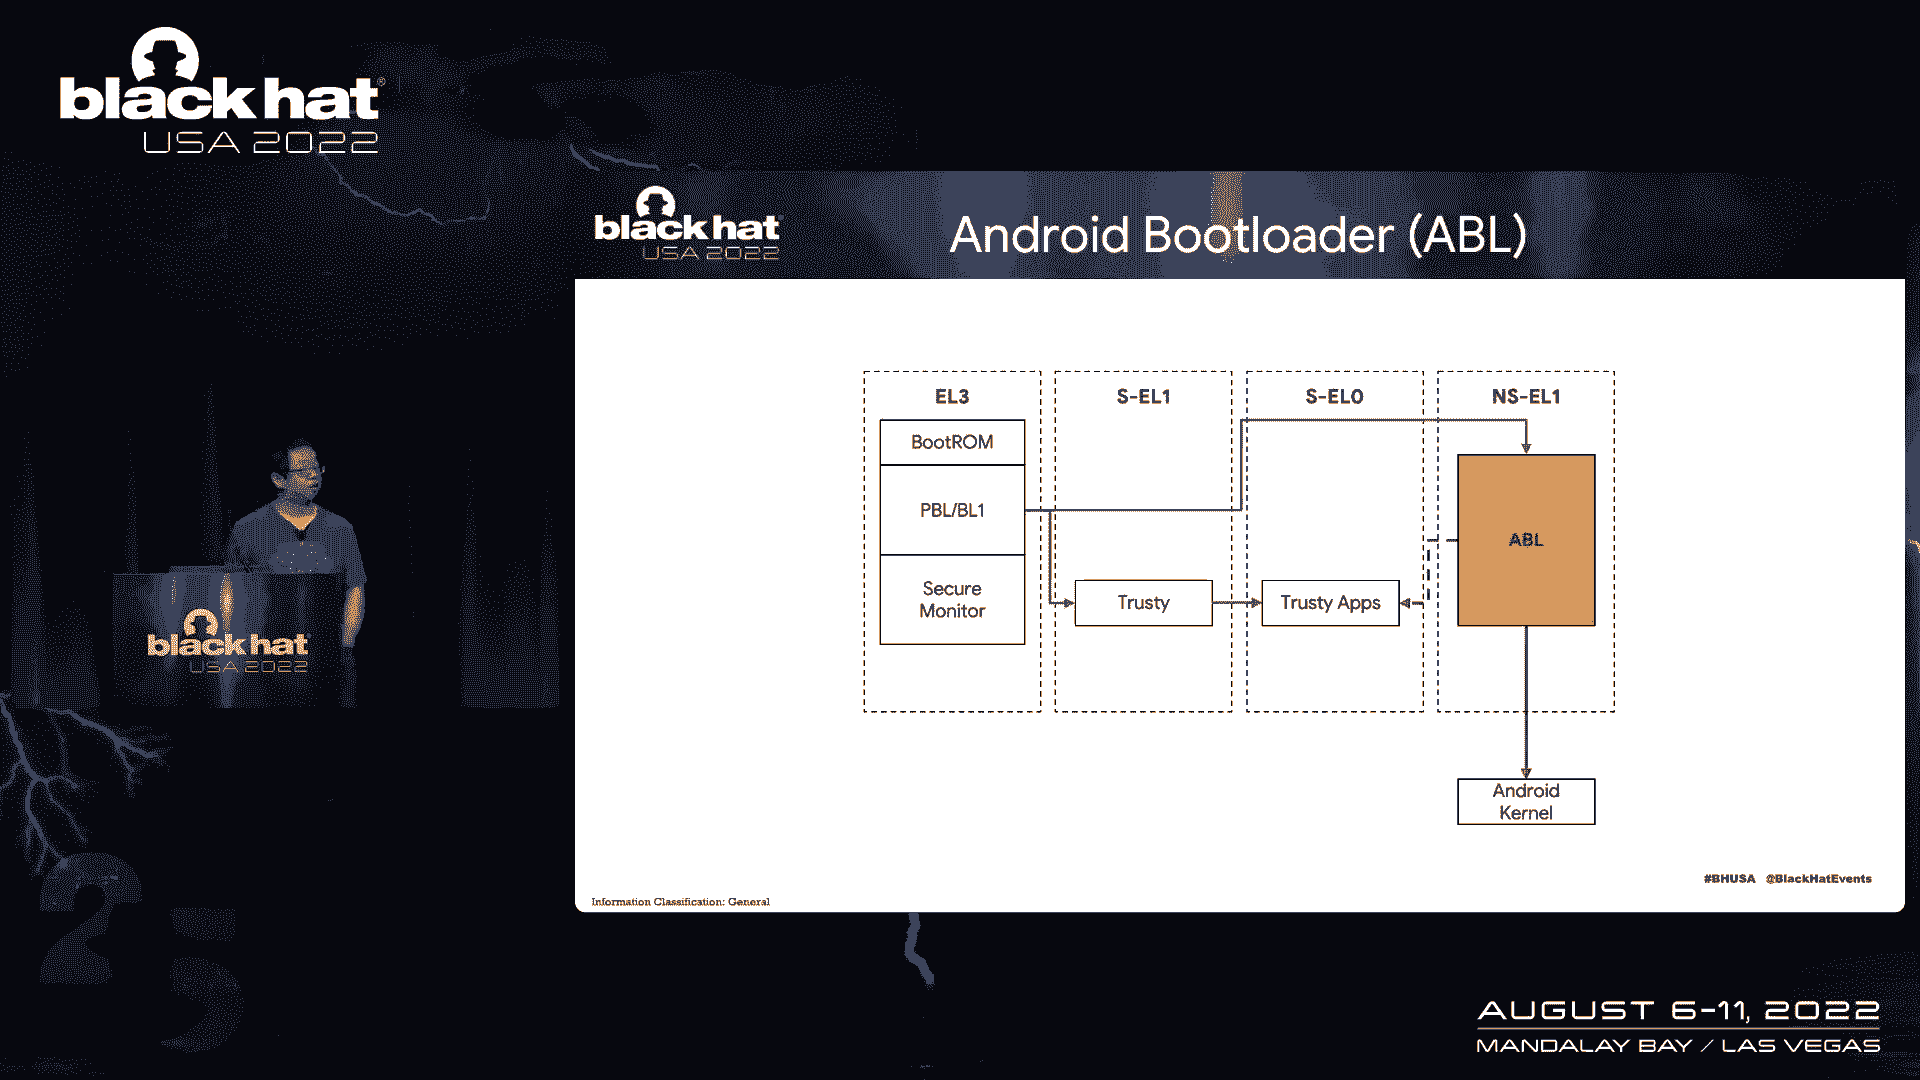 black hat®
USA 2022
black hat
USA 2022
Android Bootloader (ABL)
EL3
S-EL1
S-EL0
NS-EL1
BootROM
PBL/BL1
Secure
Monitor
Trusty
Trusty Apps
ABL
Android
Kernel
#BHUSA @BlackHatEvents
Information Classification: General
black hat
USA 2022
25
AUGUST 6-11, 2022
MANDALAY BAY / LAS VEGAS